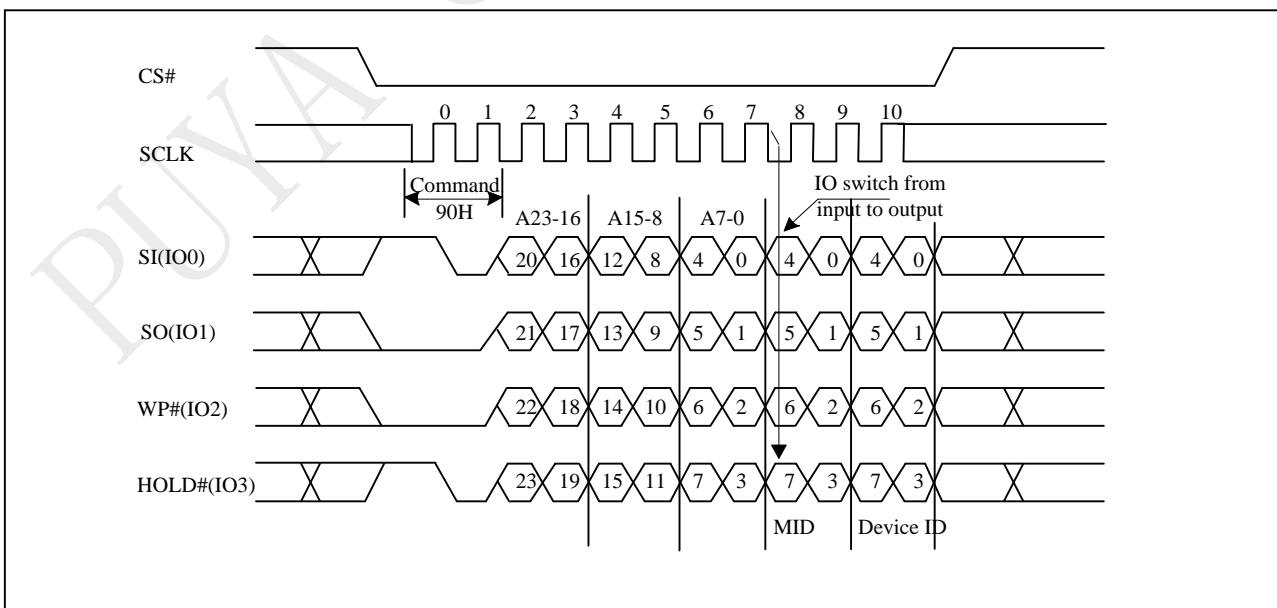 PUYA
CS#
0 1 2 3 4 5 6 7 8 9 10
SCLK
Command
90H
IO switch from
input to output
A23-16 A15-8 A7-0
SI(IO0) 20 16 12 8 4 0 4 0 4 0
SO(IO1) 21 17 13 9 5 1 5 1 5 1
WP#(IO2) 22 18 14 10 6 2 6 2 6 2
HOLD#(IO3) 23 19 15 11 7 3 7 3 7 3
MID Device ID